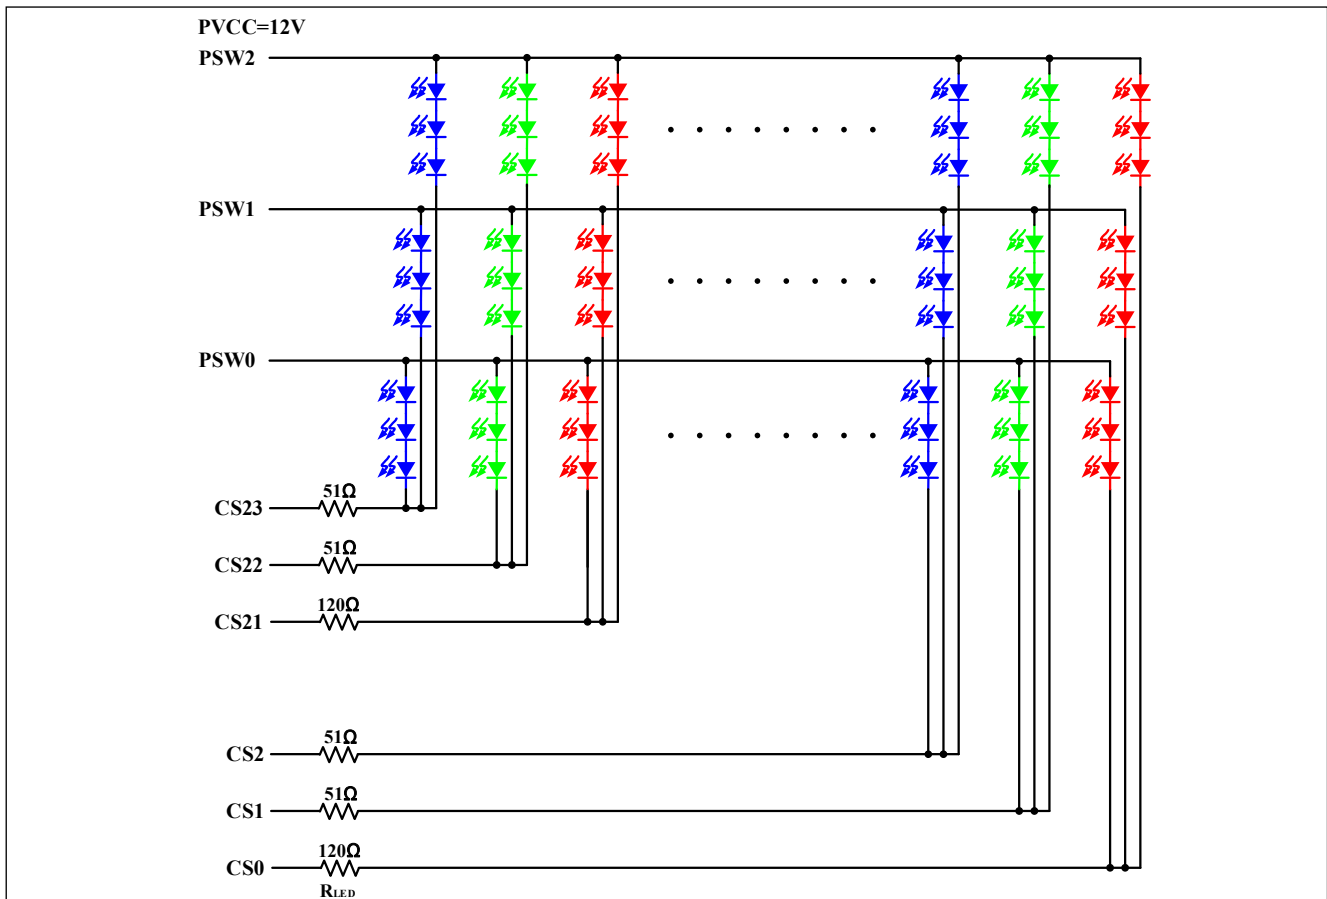 PVCC=12V
PSW2
PSW1
PSW0
51Ω
CS23
51Ω
CS22
120Ω
CS21
51Ω
CS2
51Ω
CS1
120Ω
CS0
RLED